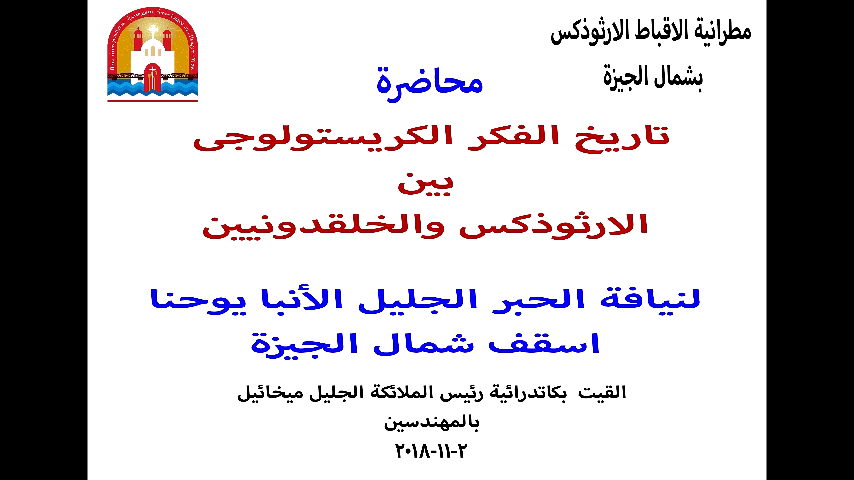 مطرانية الاقباط الارثوذكس
بشمال الجيزة
محاضرة
تاريخ الفكر الكريستولوجى
بين
الارثوذكس والخلقدونيين
لنيافة الحبر الجليل الأنبا يوحنا
اسقف شمال الجيزة
القيت بكاتدرائية رئيس الملائكة الجليل ميخائيل
بالمهندسين
٢-١١-٢٠١٨